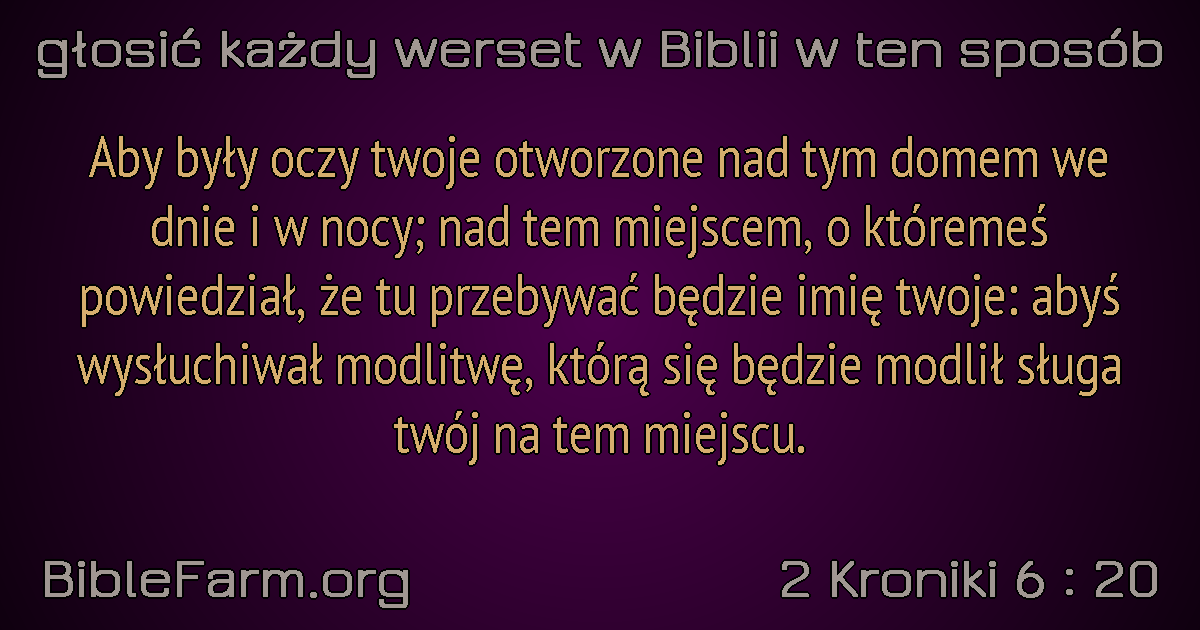 głosić każdy werset w Biblii w ten sposób
Aby były oczy twoje otworzone nad tym domem we
dnie i w nocy; nad tem miejscem, o któremeś
powiedział, że tu przebywać będzie imię twoje: abyś
wysłuchiwał modlitwę, którą się będzie modlił sługa
twój na tem miejscu.
BibleFarm.org
2 Kroniki 6 : 20